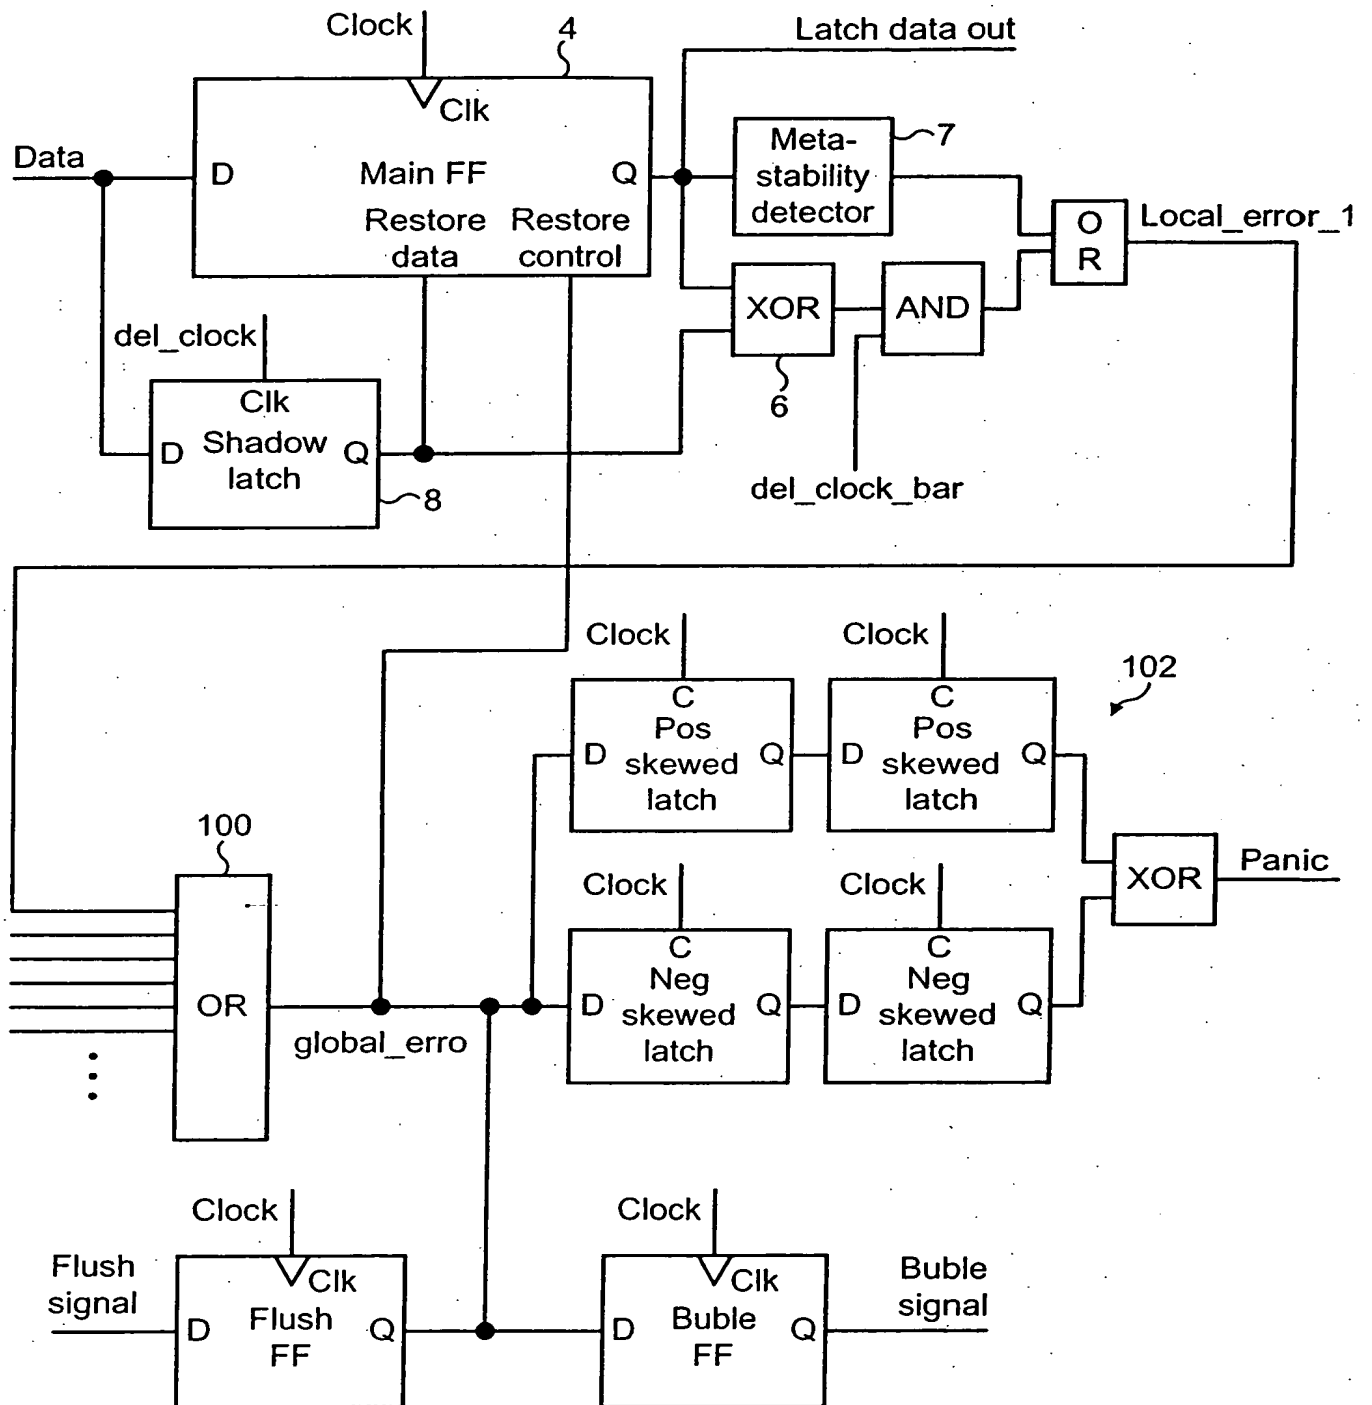 Clock
4
Latch data out
Clk
Data
D
Main FF
Q
Restore data
Restore control
Meta-
stability
detector
7
O
R
Local_error_1
XOR
6
AND
del_clock_bar
del_clock
Clk
D
Shadow
latch
Q
8
Clock
Clock
102
C
Pos
skewed
latch
D
Q
C
Pos
skewed
latch
D
Q
100
OR
global_erro
Clock
Clock
C
Neg
skewed
latch
D
Q
C
Neg
skewed
latch
D
Q
XOR
Panic
Clock
Flush
signal
Clk
D
Flush
FF
Q
Clock
Clk
D
Buble
FF
Q
Buble
signal